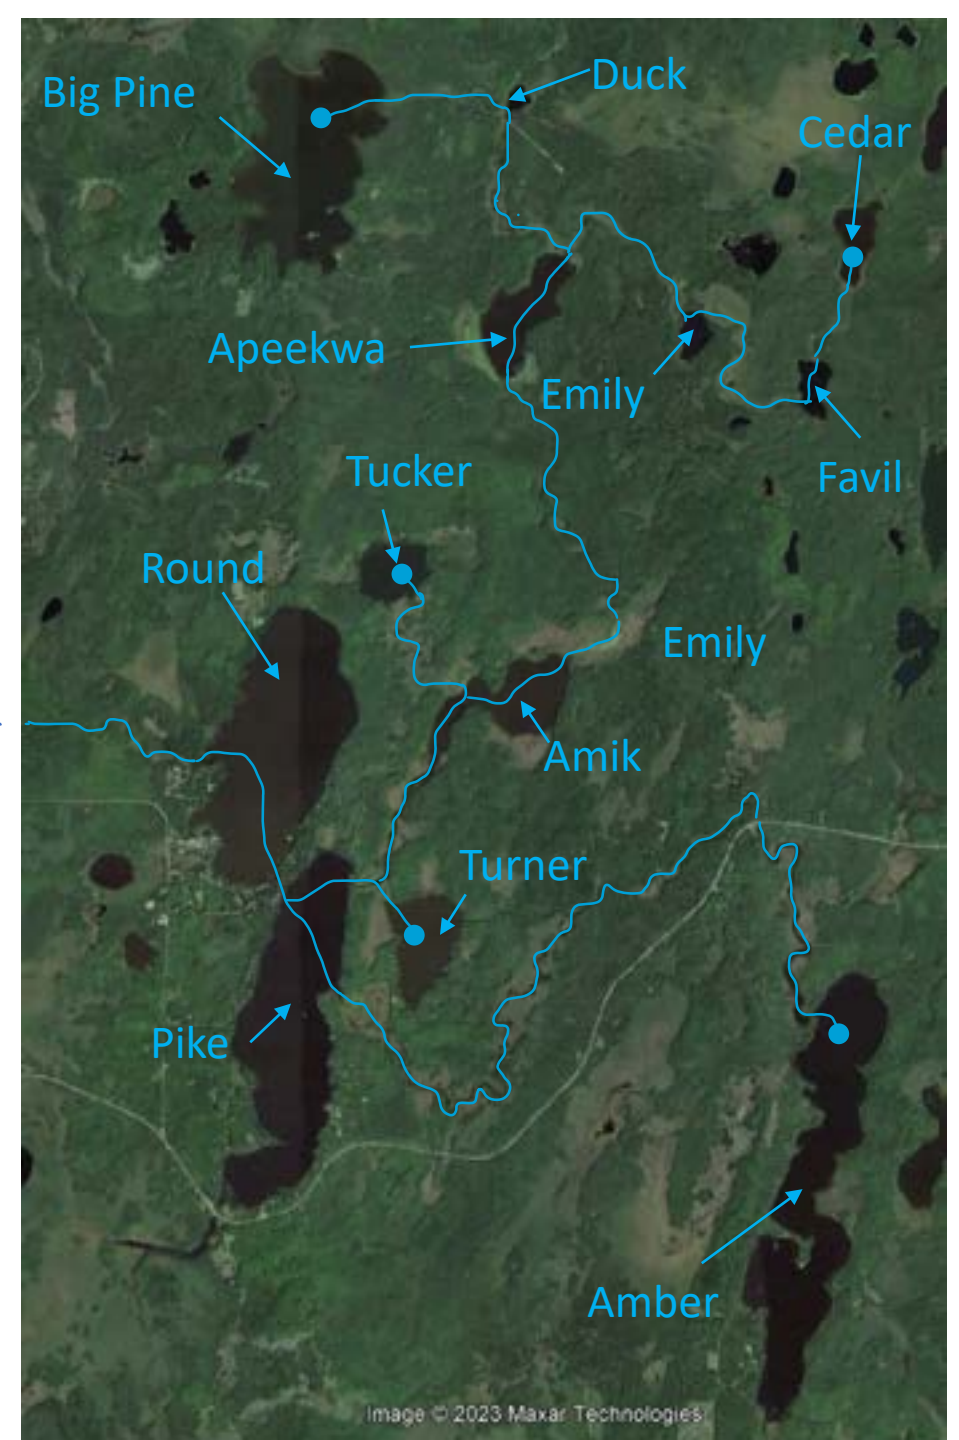 Duck
Big Pine
Cedar
Apeekwa
Emily
Tucker
Favil
Round
Emily
Amik
Turner
Pike
Amber
Image © 2023 Maxar Technologies